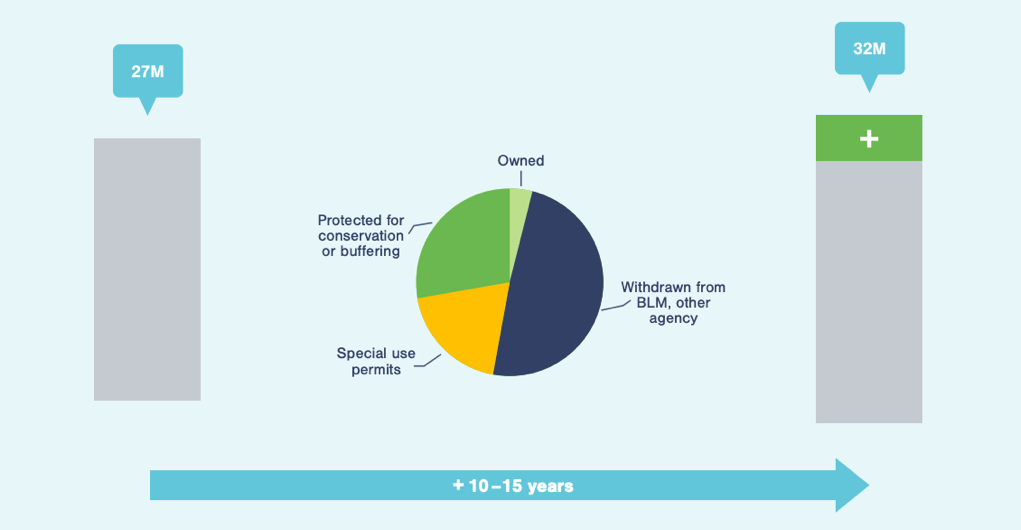 27M
32M
+
Owned
Protected for
conservation
or buffering
Withdrawn from
BLM, other
agency
Special use
permits
+ 10–15 years